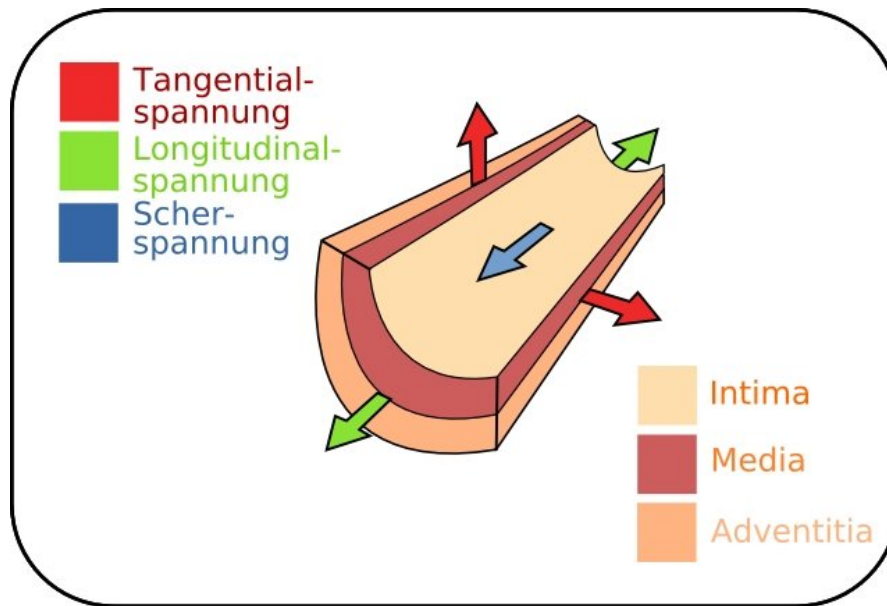 Tangential-
spannung
Longitudinal-
spannung
Scher-
spannung
Intima
Media
Adventitia